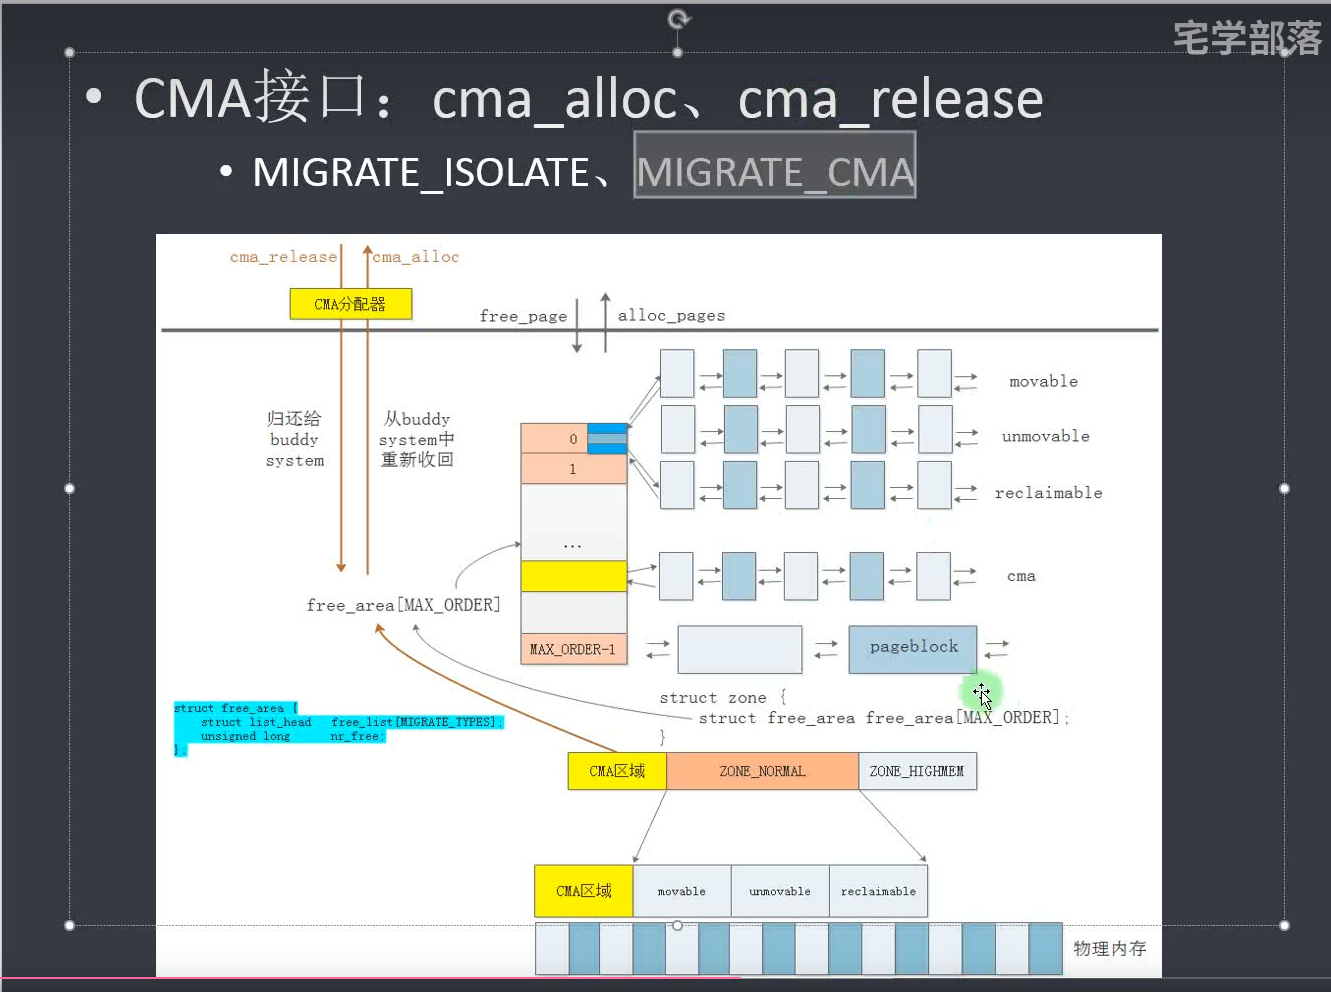 宅学部落
• CMA接口：cma_alloc、cma_release
• MIGRATE_ISOLATE、MIGRATE_CMA
cma_release
cma_alloc
CMA分配器
free_page
alloc_pages
归还给
buddy
system
从buddy
system中
重新收回
0
1
...
MAX_ORDER-1
movable
unmovable
reclaimable
cma
pageblock
free_area[MAX_ORDER]
struct zone {
struct free_area free_area[MAX_ORDER];
}
struct free_area {
struct list_head free_list[MIGRATE_TYPES];
unsigned long nr_free;
};
CMA区域
ZONE_NORMAL
ZONE_HIGHMEM
CMA区域
movable
unmovable
reclaimable
物理内存